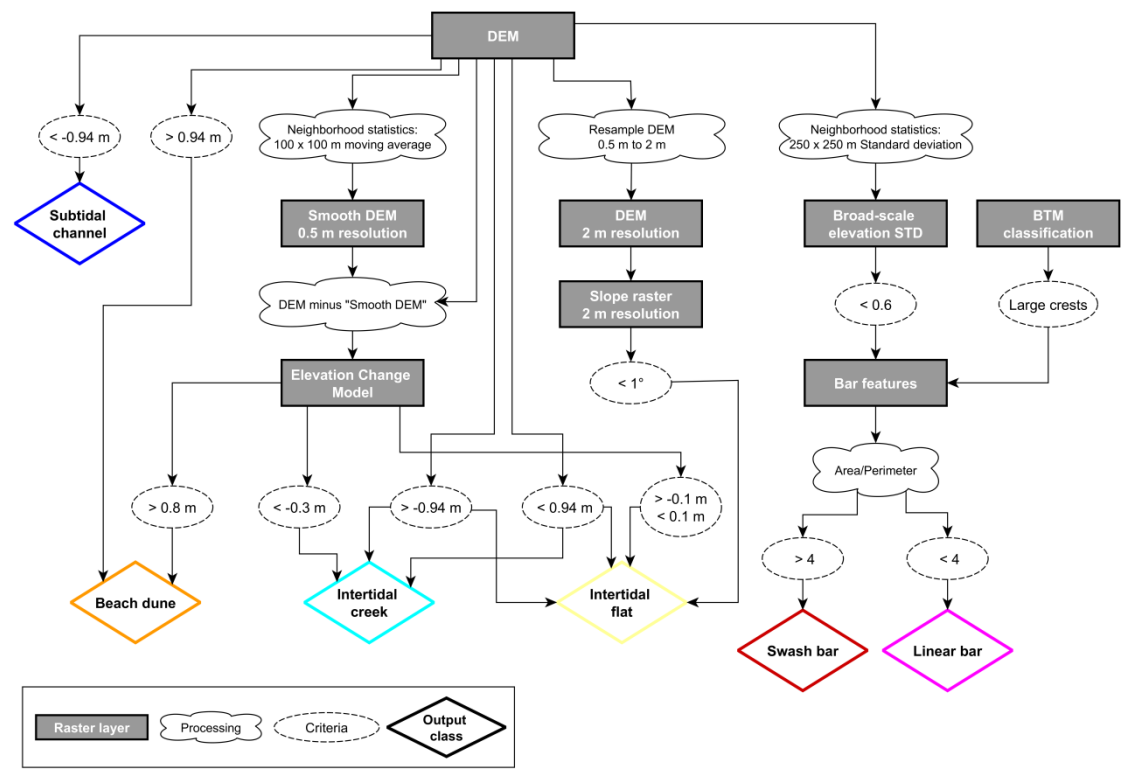 DEM
< -0.94 m
> 0.94 m
Neighborhood statistics:
100 x 100 m moving average
Resample DEM
0.5 m to 2 m
Neighborhood statistics:
250 x 250 m Standard deviation
Subtidal
channel
Smooth DEM
0.5 m resolution
DEM
2 m resolution
Broad-scale
elevation STD
BTM
classification
DEM minus "Smooth DEM"
Slope raster
2 m resolution
< 0.6
Large crests
Elevation Change
Model
< 1°
Bar features
Area/Perimeter
> 0.8 m
< -0.3 m
> -0.94 m
< 0.94 m
> -0.1 m
< 0.1 m
> 4
< 4
Beach dune
Intertidal
creek
Intertidal
flat
Swash bar
Linear bar
Raster layer
Processing
Criteria
Output
class